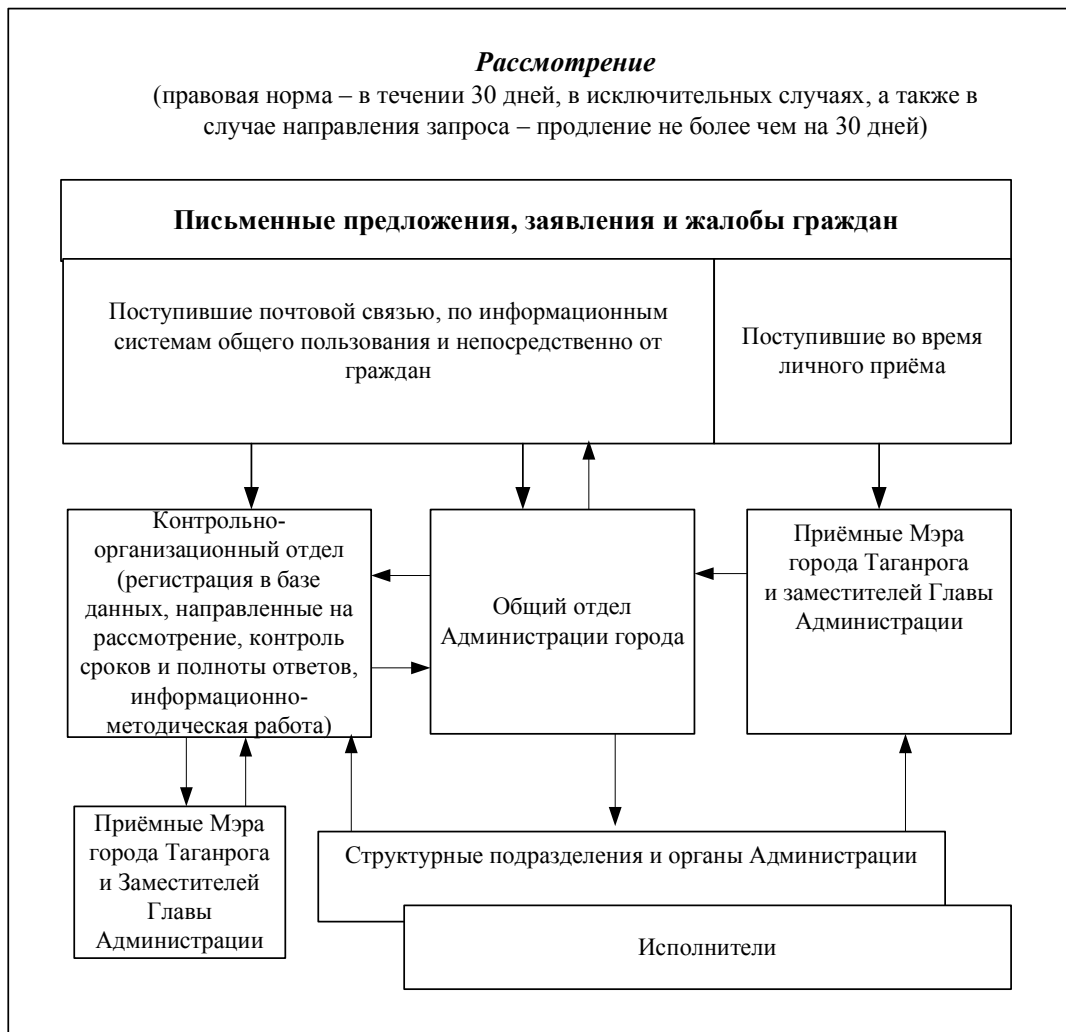 Рассмотрение
(правовая норма – в течении 30 дней, в исключительных случаях, а также в
случае направления запроса – продление не более чем на 30 дней)
Письменные предложения, заявления и жалобы граждан
Поступившие почтовой связью, по информационным
системам общего пользования и непосредственно от
граждан
Поступившие во время
личного приёма
Контрольно-
организационный отдел
(регистрация в базе
данных, направленные на
рассмотрение, контроль
сроков и полноты ответов,
информационно-
методическая работа)
Общий отдел
Администрации города
Приёмные Мэра
города Таганрога
и заместителей Главы
Администрации
Приёмные Мэра
города Таганрога
и Заместителей
Главы
Администрации
Структурные подразделения и органы Администрации
Исполнители